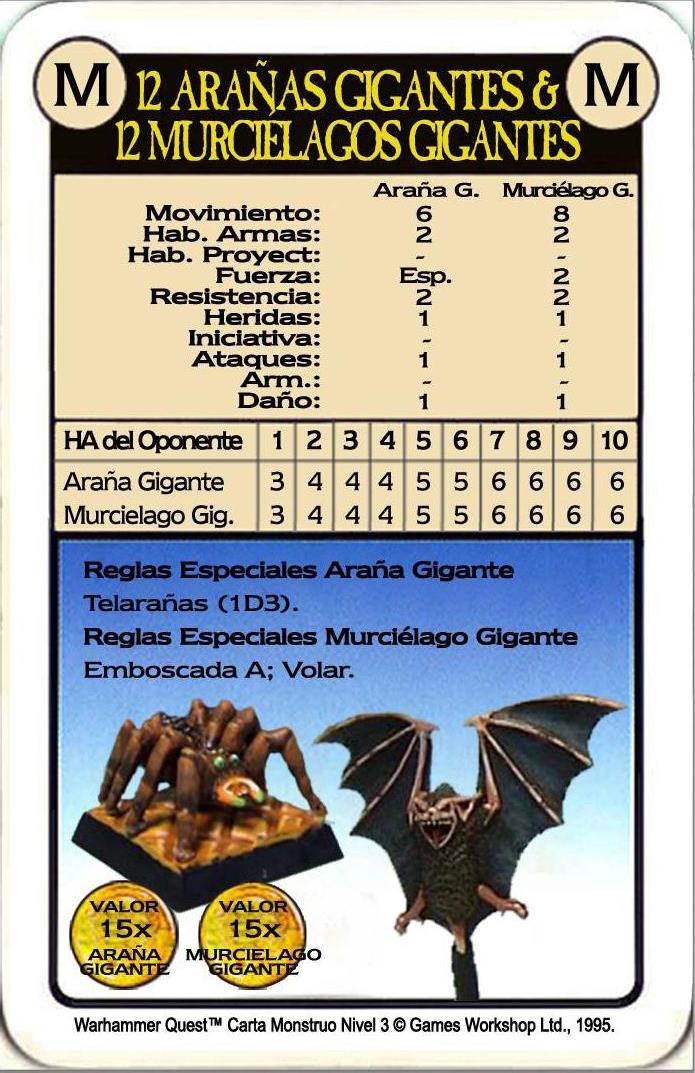 M 12 ARAÑAS GIGANTES & M
12 MURCIÉLAGOS GIGANTES
Araña G. Murciélago G.
Movimiento: 6 8
Hab. Armas: 2 2
Hab. Proyect: - -
Fuerza: Esp. 2
Resistencia: 2 2
Heridas: 1 1
Iniciativa: - -
Ataques: 1 1
Arm.: - -
Daño: 1 1
HA del Oponente 1 2 3 4 5 6 7 8 9 10
Araña Gigante 3 4 4 4 5 5 6 6 6 6
Murcielago Gig. 3 4 4 4 5 5 6 6 6 6
Reglas Especiales Araña Gigante
Telarañas (1D3).
Reglas Especiales Murciélago Gigante
Emboscada A; Volar.
VALOR
15x
ARAÑA
GIGANTE
VALOR
15x
MURCIELAGO
GIGANTE
Warhammer Quest™ Carta Monstruo Nivel 3 © Games Workshop Ltd., 1995.